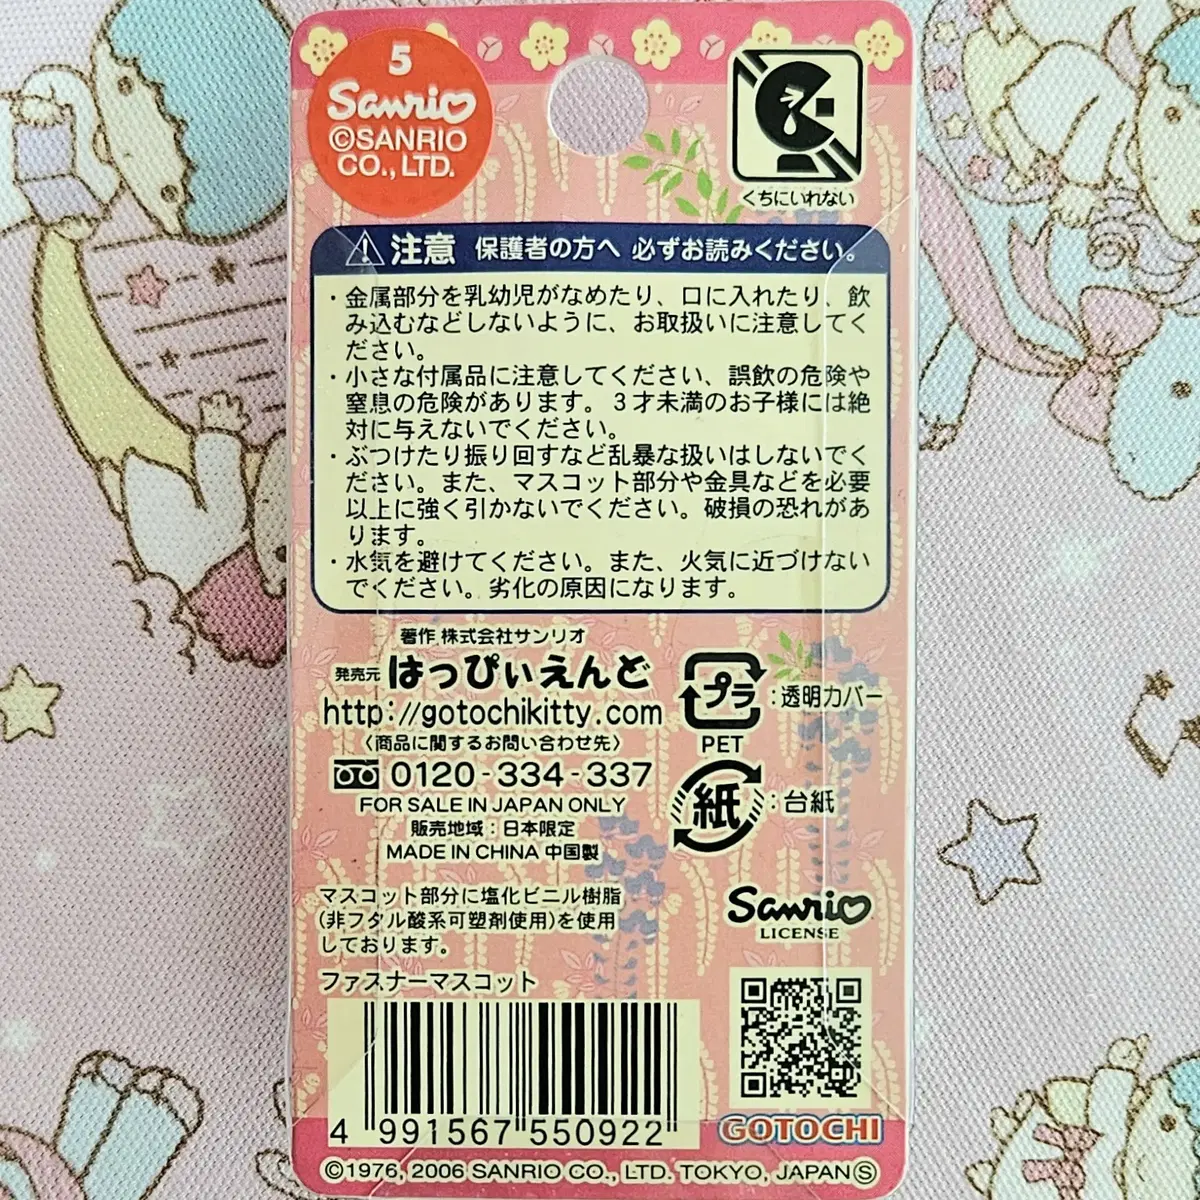 5
Sanrio
©SANRIO
CO., LTD.
くちにいれない
注意 保護者の方へ 必ずお読みください。
・金属部分を乳幼児がなめたり、口に入れたり、飲
み込むなどしないように、お取扱いに注意してく
ださい。
・小さな付属品に注意してください、誤飲の危険や
窒息の危険があります。3才未満のお子様には絶
対に与えないでください。
・ぶつけたり振り回すなど乱暴な扱いはしないでく
ださい。また、マスコット部分や金具などを必要
以上に強く引かないでください。破損の恐れがあ
ります。
・水気を避けてください。また、火気に近づけない
でください。劣化の原因になります。
著作 株式会社サンリオ
発売元 はっぴぃえんど
http://gotochikitty.com
〈商品に関するお問い合わせ先〉
0120-334-337
FOR SALE IN JAPAN ONLY
販売地域：日本限定
MADE IN CHINA 中国製
プラ：透明カバー
PET
紙：台紙
マスコット部分に塩化ビニル樹脂
(非フタル酸系可塑剤使用)を使用
しております。
ファスナーマスコット
Sanrio
LICENSE
4 991567 550922
GOTOCHI
©1976, 2006 SANRIO CO., LTD. TOKYO, JAPAN Ⓢ